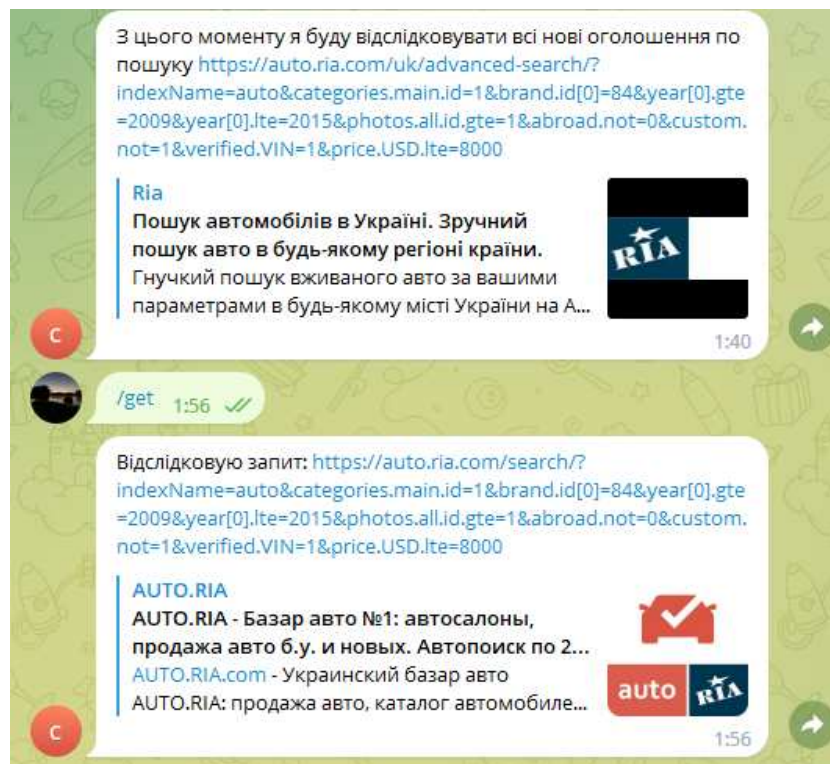 З цього моменту я буду відслідковувати всі нові оголошення по
пошуку https://auto.ria.com/uk/advanced-search/?
indexName=auto&categories.main.id=1&brand.id[0]=84&year[0].gte
=2009&year[0].lte=2015&photos.all.id.gte=1&abroad.not=0&custom.
not=1&verified.VIN=1&price.USD.lte=8000
Ria
Пошук автомобілів в Україні. Зручний
пошук авто в будь-якому регіоні країни.
Гнучкий пошук вживаного авто за вашими
параметрами в будь-якому місті України на А...
RIA
C
1:40
/get 1:56
Відслідковую запит: https://auto.ria.com/search/?
indexName=auto&categories.main.id=1&brand.id[0]=84&year[0].gte
=2009&year[0].lte=2015&photos.all.id.gte=1&abroad.not=0&custom.
not=1&verified.VIN=1&price.USD.lte=8000
AUTO.RIA
AUTO.RIA - Базар авто №1: автосалоны,
продажа авто б.у. и новых. Автопоиск по 2...
AUTO.RIA.com - Украинский базар авто
AUTO.RIA: продажа авто, каталог автомобиле...
auto RIA
C
1:56